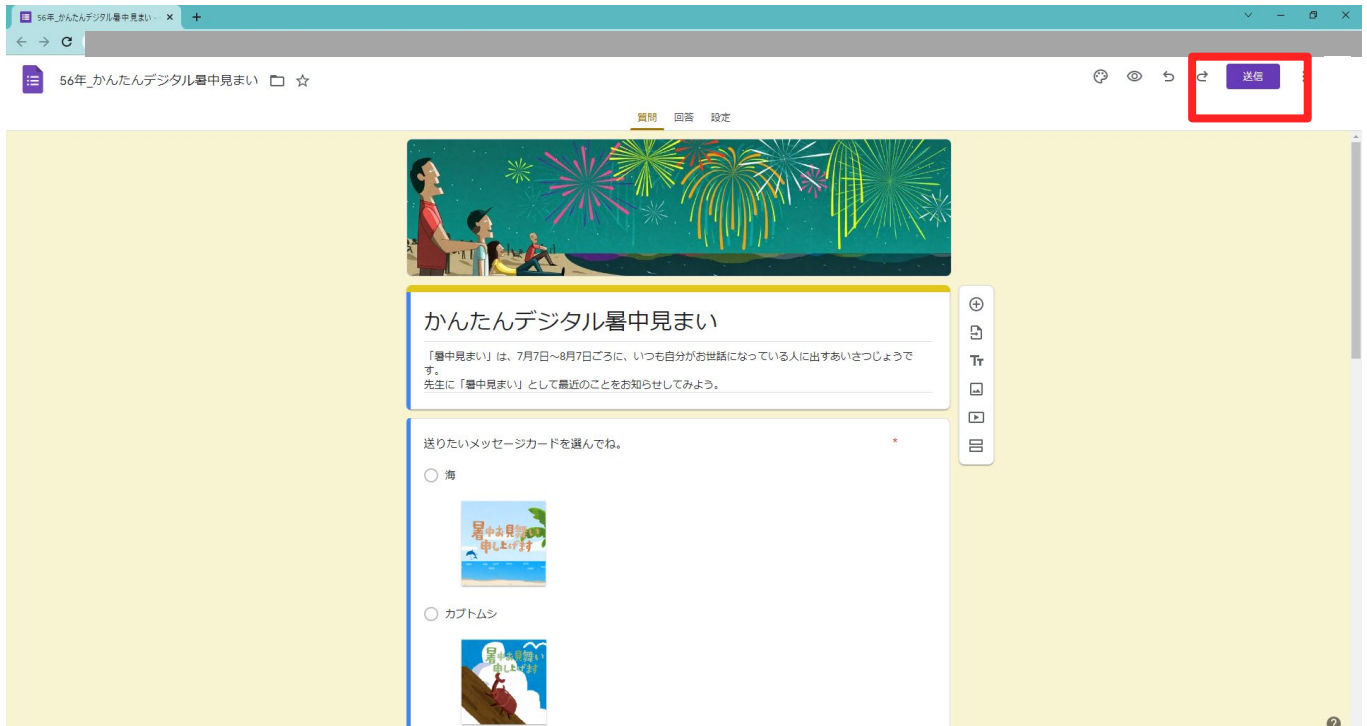 56年_かんたんデジタル暑中見まい -
56年_かんたんデジタル暑中見まい
送信
質問 回答 設定
かんたんデジタル暑中見まい
「暑中見まい」は、7月7日～8月7日ごろに、いつも自分がお世話になっている人に出すあいさつじょうで
す。
先生に「暑中見まい」として最近のことをお知らせしてみよう。
送りたいメッセージカードを選んでね。 *
海
暑中お見舞い
申し上げます
カブトムシ
暑中お見舞い
申し上げます
Tт